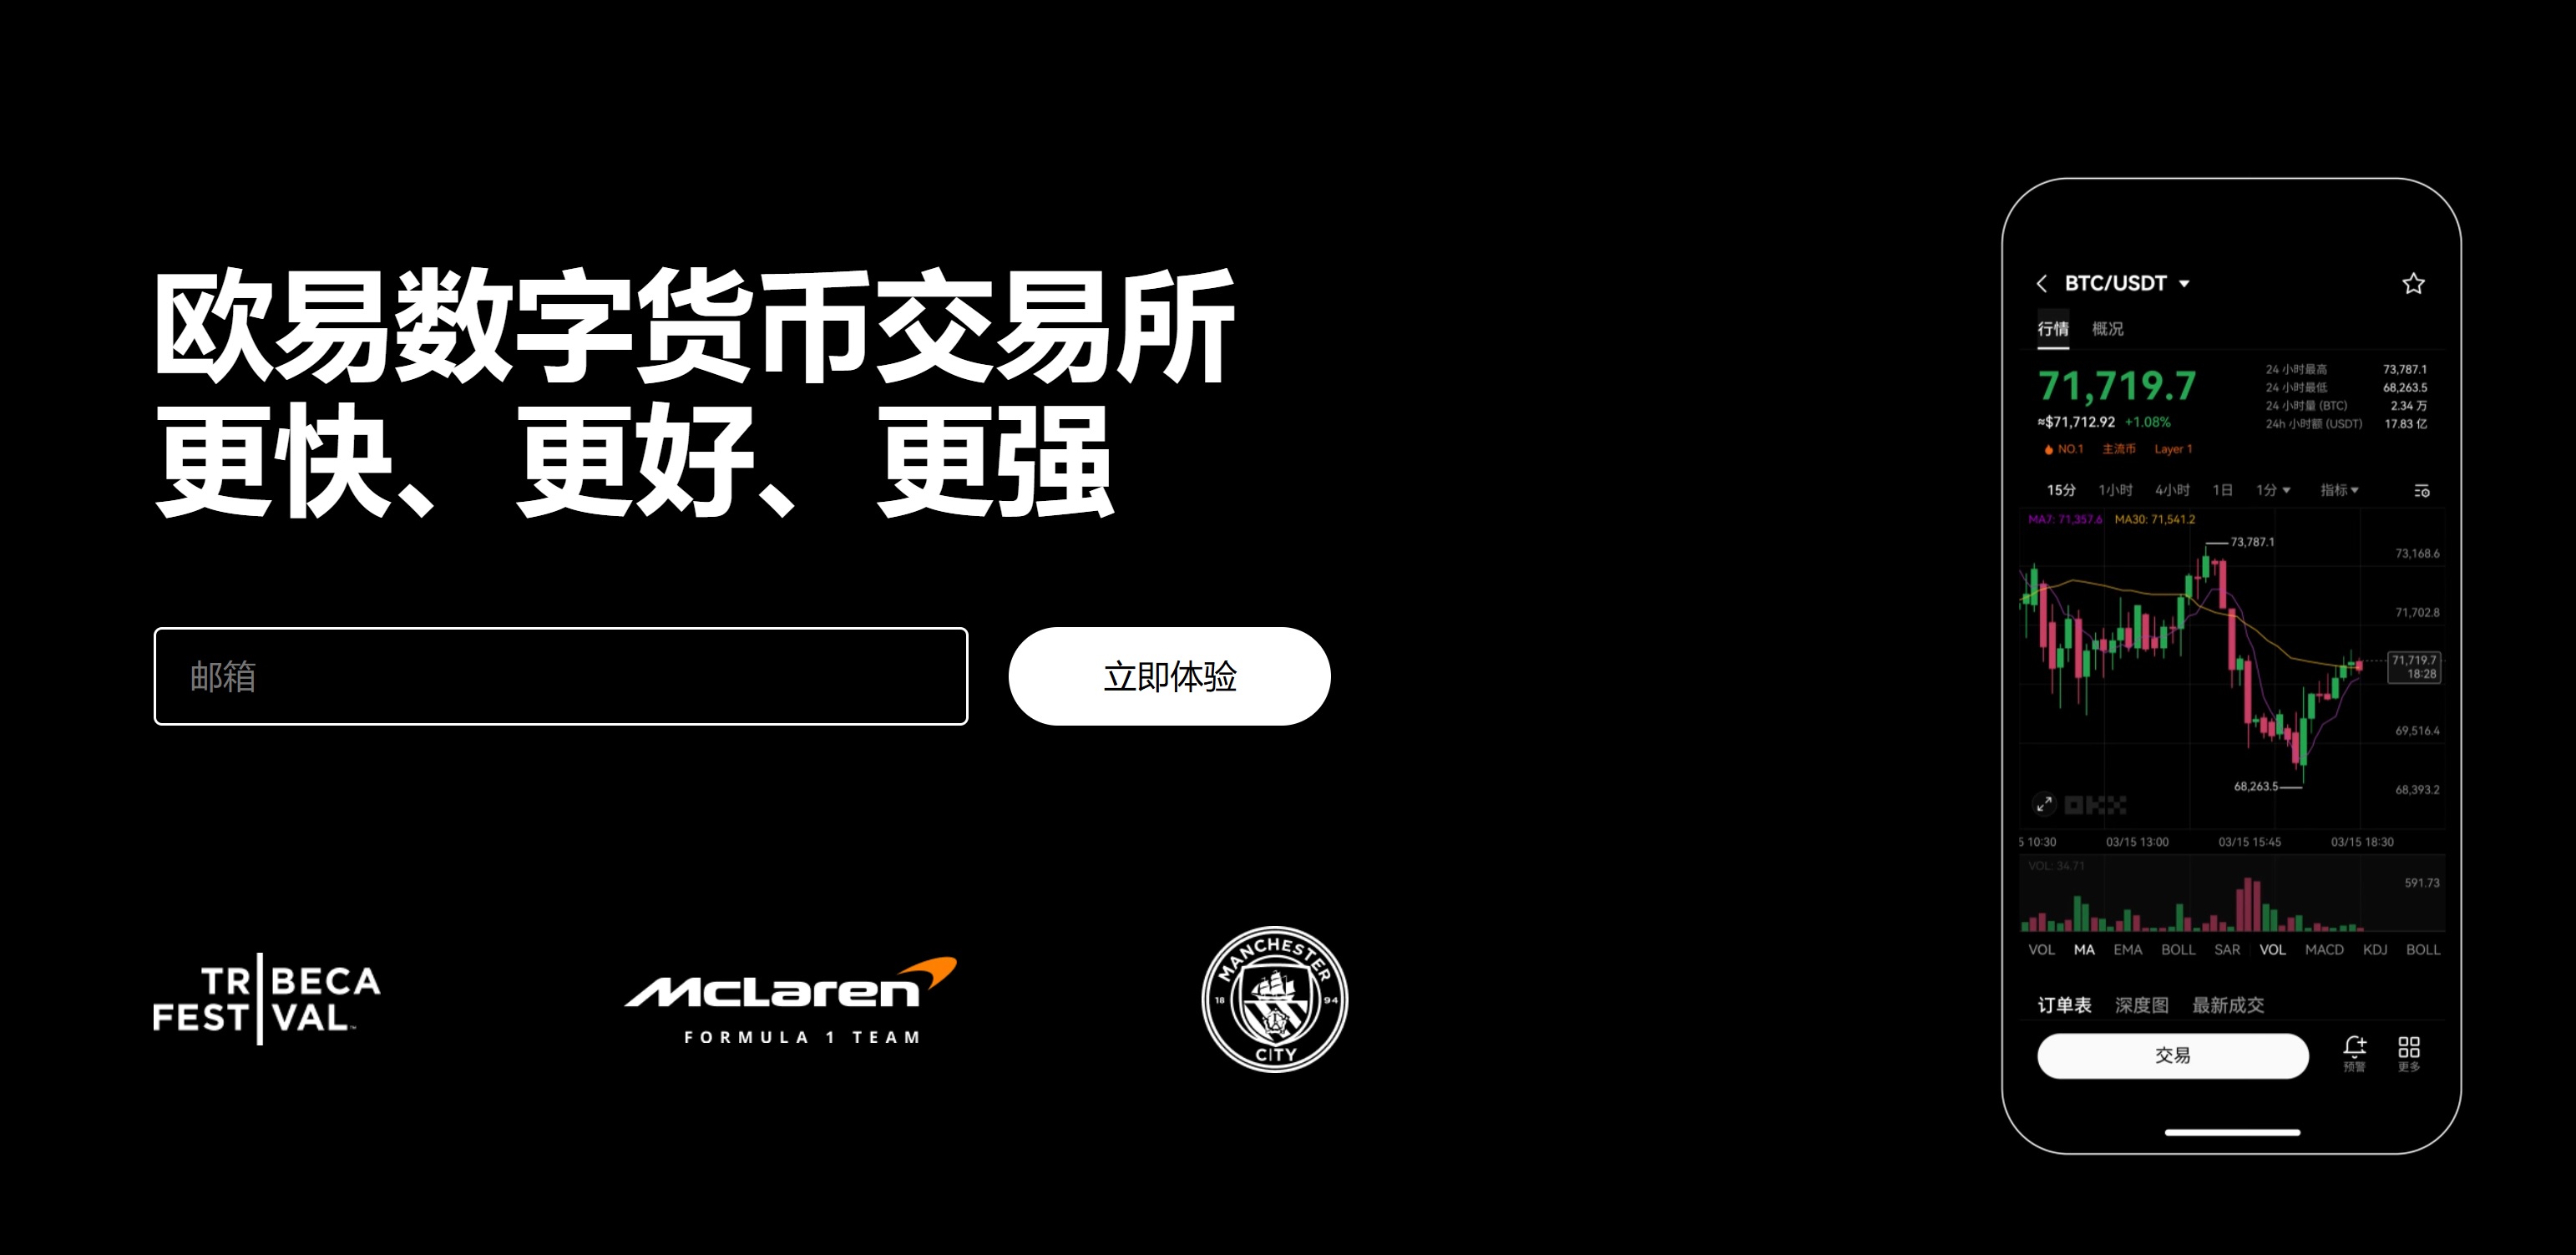 欧易数字货币交易所
更快、更好、更强
邮箱
立即体验
TRIBECA
FESTIVAL™
McLaren
FORMULA 1 TEAM
MANCHESTER
18 94
CITY
BTC/USDT
行情 概况
71,719.7
≈$71,712.92 +1.08%
NO.1 主流币 Layer 1
24 小时最高 73,787.1
24 小时最低 68,263.5
24 小时量 (BTC) 2.34 万
24h 小时额 (USDT) 17.83 亿
15分 1小时 4小时 1日 1分 指标
MA7: 71,357.6 MA30: 71,541.2
73,787.1
73,168.6
71,702.8
71,719.7
18:28
69,516.4
68,263.5
68,393.2
OKX
5 10:30 03/15 13:00 03/15 15:45 03/15 18:30
VOL: 34.71
591.73
VOL MA EMA BOLL SAR VOL MACD KDJ BOLL
订单表 深度图 最新成交
交易
预警
更多